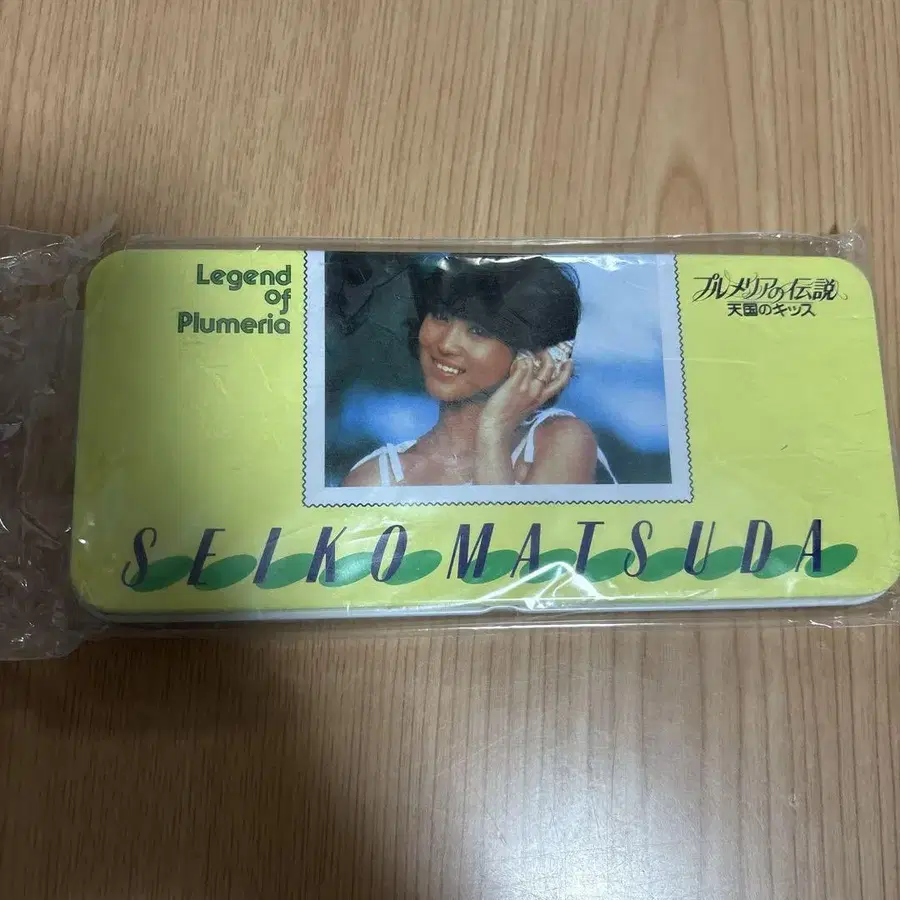 Legend
of
Plumeria
プルメリアの伝説
天国のキッス
SEIKO MATSUDA